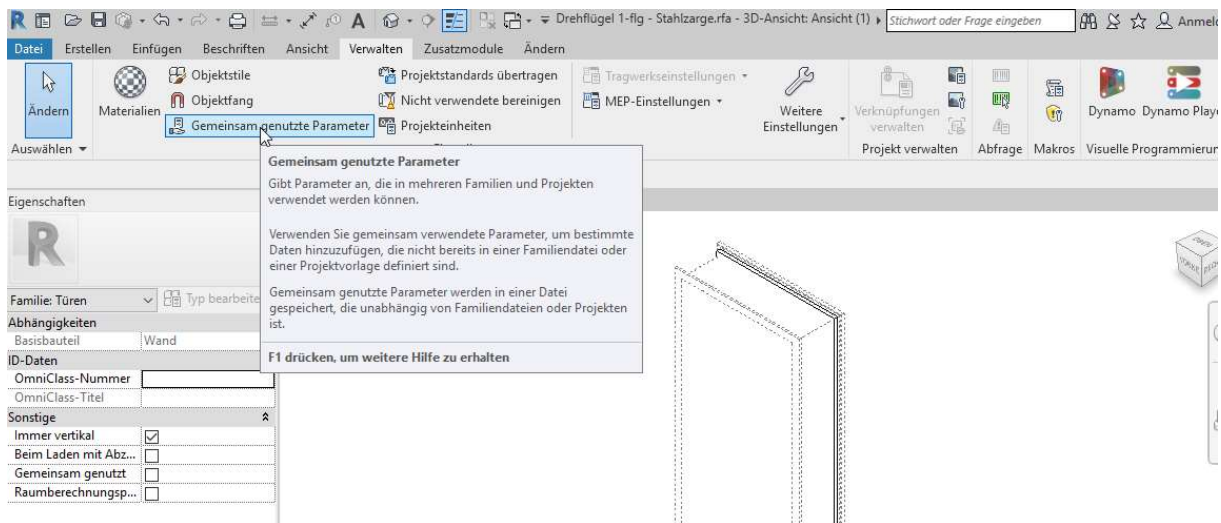 Drehflügel 1-flg - Stahlzarge.rfa - 3D-Ansicht: Ansicht (1)
Stichwort oder Frage eingeben
Anmeld
Datei Erstellen Einfügen Beschriften Ansicht Verwalten Zusatzmodule Ändern
Ändern
Auswählen
Materialien
Objektstile
Objektfang
Gemeinsam genutzte Parameter
Projektstandards übertragen
Nicht verwendete bereinigen
Projekteinheiten
Tragwerkseinstellungen
MEP-Einstellungen
Weitere
Einstellungen
Verknüpfungen
verwalten
Projekt verwalten
Abfrage
Makros
Dynamo Dynamo Playe
Visuelle Programmierun
Gemeinsam genutzte Parameter
Gibt Parameter an, die in mehreren Familien und Projekten
verwendet werden können.
Verwenden Sie gemeinsam verwendete Parameter, um bestimmte
Daten hinzuzufügen, die nicht bereits in einer Familiendatei oder
einer Projektvorlage definiert sind.
Gemeinsam genutzte Parameter werden in einer Datei
gespeichert, die unabhängig von Familiendateien oder Projekten
ist.
F1 drücken, um weitere Hilfe zu erhalten
Eigenschaften
R
Familie: Türen
Typ bearbeite
Abhängigkeiten
Basisbauteil Wand
ID-Daten
OmniClass-Nummer
OmniClass-Titel
Sonstige
Immer vertikal
Beim Laden mit Abz...
Gemeinsam genutzt
Raumberechnungsp...